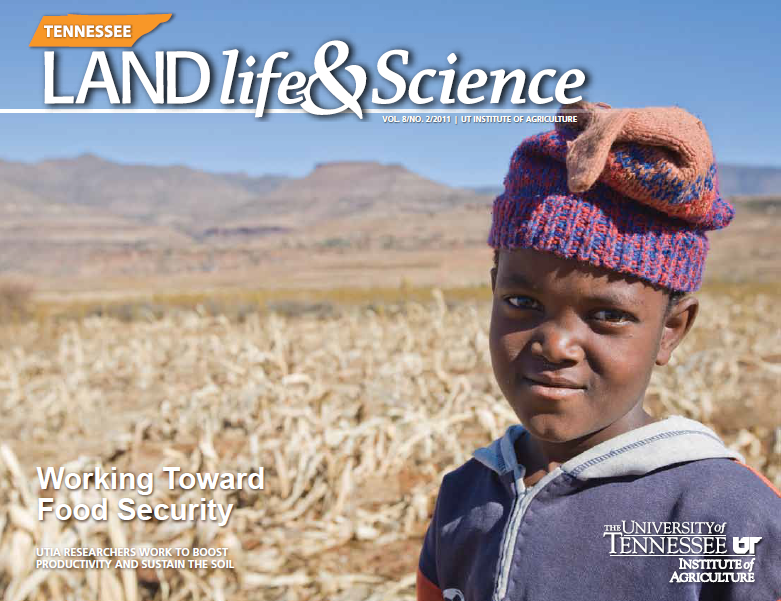 TENNESSEE
LAND life & Science
VOL. 8/NO. 2/2011 | UT INSTITUTE OF AGRICULTURE
Working Toward
Food Security
UTIA RESEARCHERS WORK TO BOOST
PRODUCTIVITY AND SUSTAIN THE SOIL
THE UNIVERSITY of
TENNESSEE UT
INSTITUTE of
AGRICULTURE